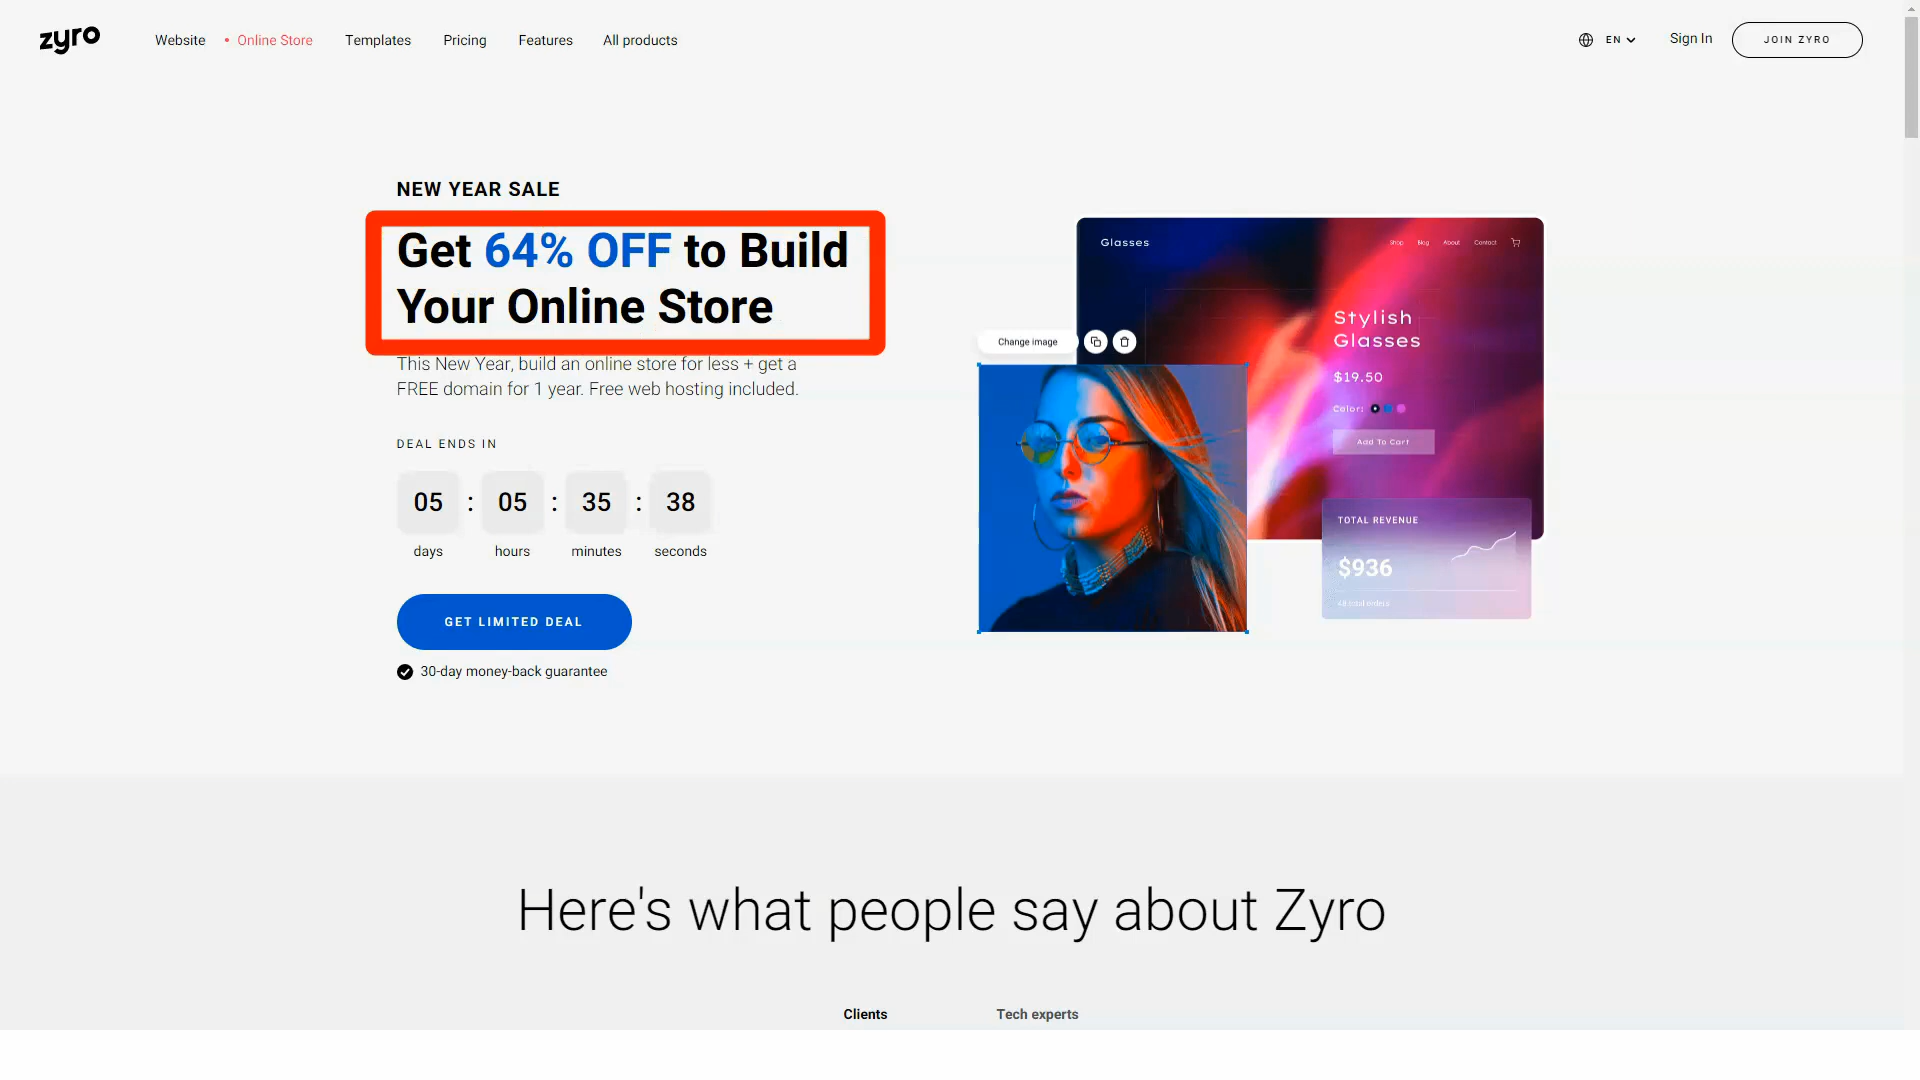 zyro
Website
Online Store
Templates
Pricing
Features
All products
EN
Sign In
JOIN ZYRO
NEW YEAR SALE
Get 64% OFF to Build
Your Online Store
This New Year, build an online store for less + get a
FREE domain for 1 year. Free web hosting included.
DEAL ENDS IN
05 : 05 : 35 : 38
days hours minutes seconds
GET LIMITED DEAL
30-day money-back guarantee
Glasses
Shop Blog About Contact
Change image
Stylish
Glasses
$19.50
Color:
Add To Cart
TOTAL REVENUE
$936
48 total orders
Here's what people say about Zyro
Clients
Tech experts